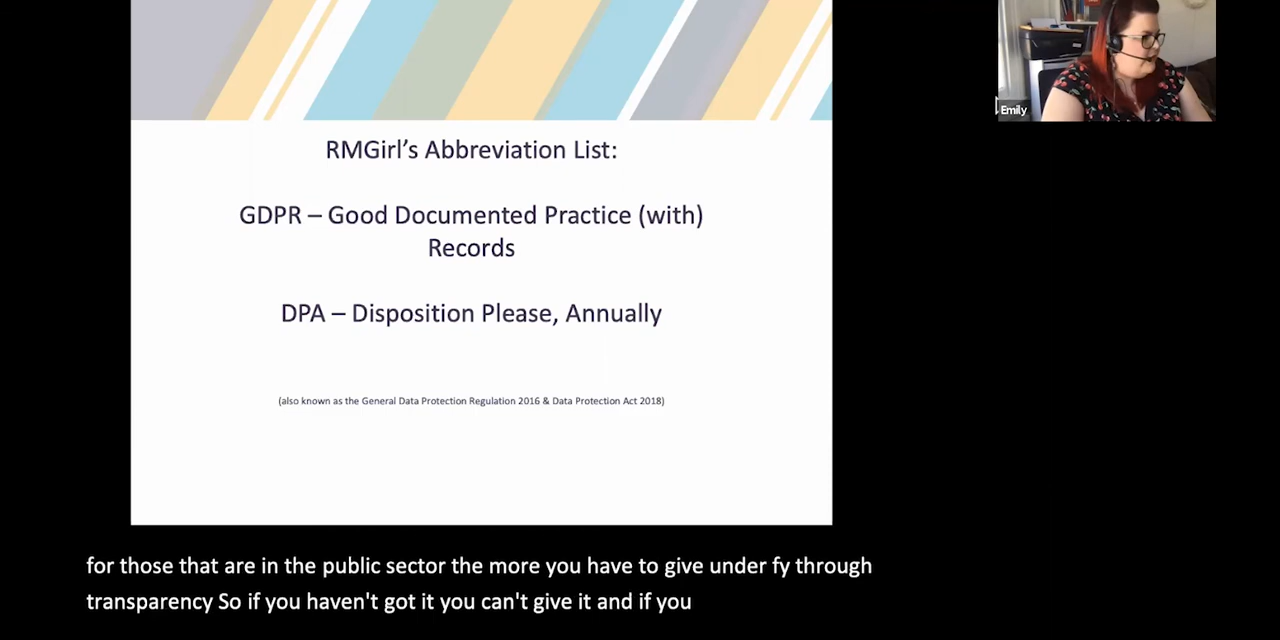 RMGirl’s Abbreviation List:
GDPR – Good Documented Practice (with)
Records
DPA – Disposition Please, Annually
(also known as the General Data Protection Regulation 2016 & Data Protection Act 2018)
Emily
for those that are in the public sector the more you have to give under fy through
transparency So if you haven't got it you can't give it and if you